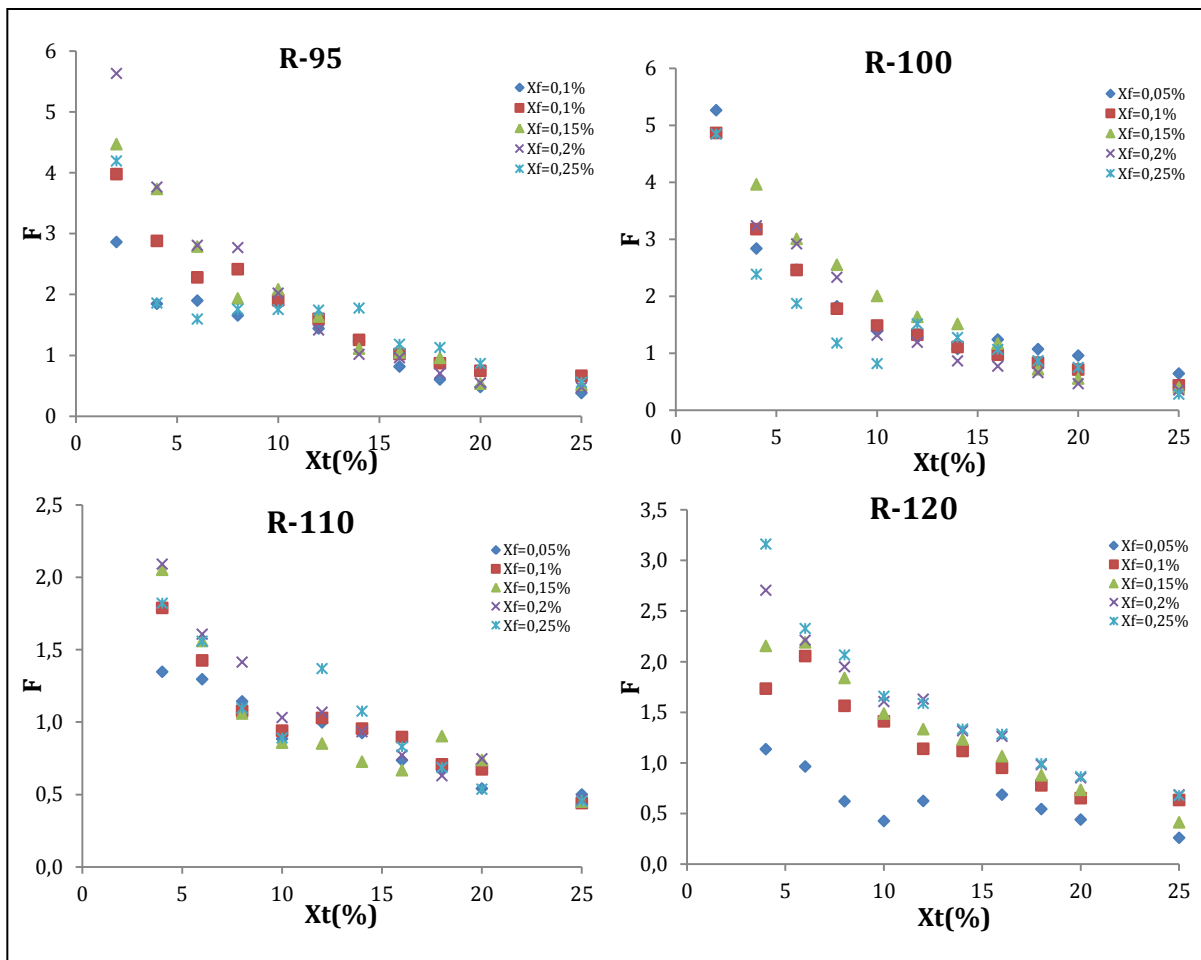 R-95
6
5
4
3
2
1
0
F
0 5 10 15 20 25
Xt(%)
Xf=0,1%
Xf=0,1%
Xf=0,15%
Xf=0,2%
Xf=0,25%
R-100
6
5
4
3
2
1
0
F
0 5 10 15 20 25
Xt(%)
Xf=0,05%
Xf=0,1%
Xf=0,15%
Xf=0,2%
Xf=0,25%
R-110
2,5
2,0
1,5
1,0
0,5
0,0
F
0 5 10 15 20 25
Xt(%)
Xf=0,05%
Xf=0,1%
Xf=0,15%
Xf=0,2%
Xf=0,25%
R-120
3,5
3,0
2,5
2,0
1,5
1,0
0,5
0,0
F
0 5 10 15 20 25
Xt(%)
Xf=0,05%
Xf=0,1%
Xf=0,15%
Xf=0,2%
Xf=0,25%